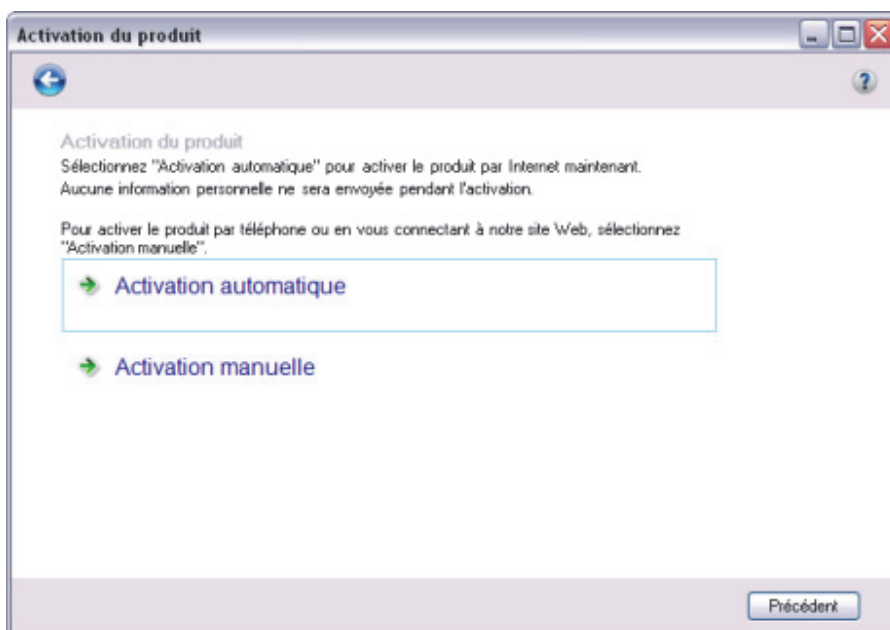 Activation du produit
?
Activation du produit
Sélectionnez "Activation automatique" pour activer le produit par Internet maintenant.
Aucune information personnelle ne sera envoyée pendant l'activation.
Pour activer le produit par téléphone ou en vous connectant à notre site Web, sélectionnez
"Activation manuelle".
Activation automatique
Activation manuelle
Précédent